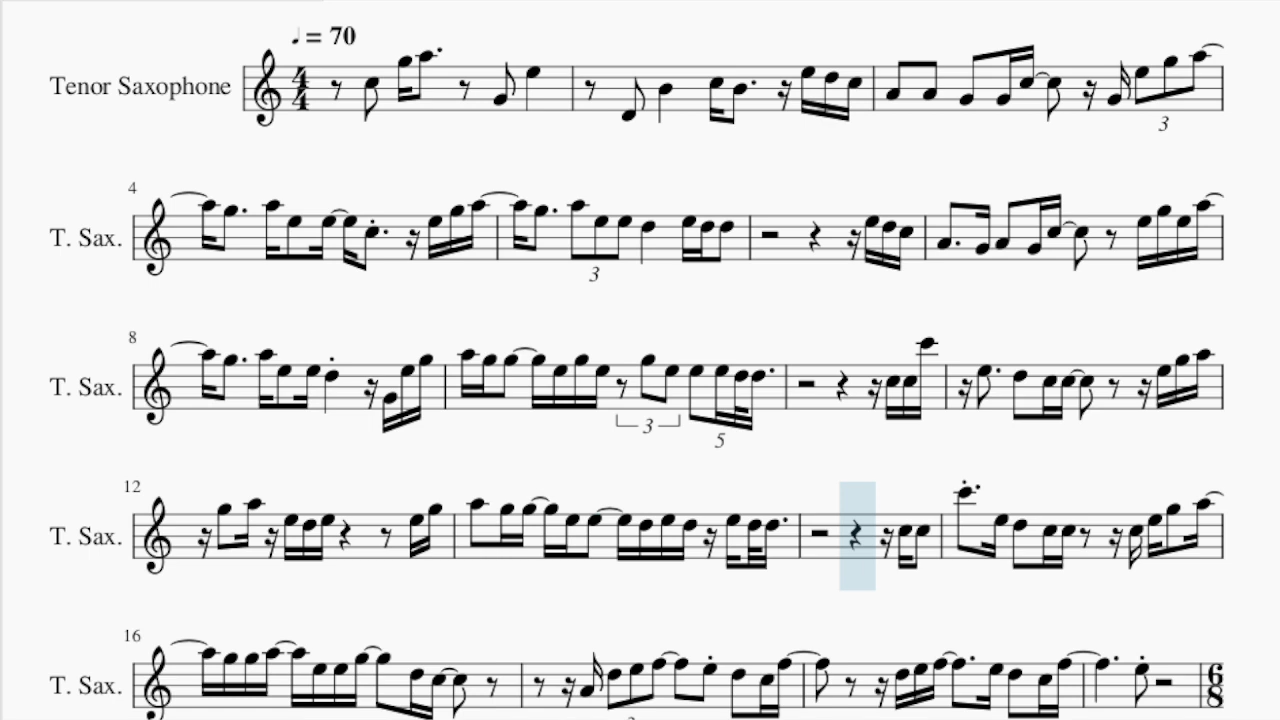 ♩ = 70
Tenor Saxophone
4
4
3
4
T. Sax.
3
8
T. Sax.
3
5
12
T. Sax.
16
T. Sax.
6
8